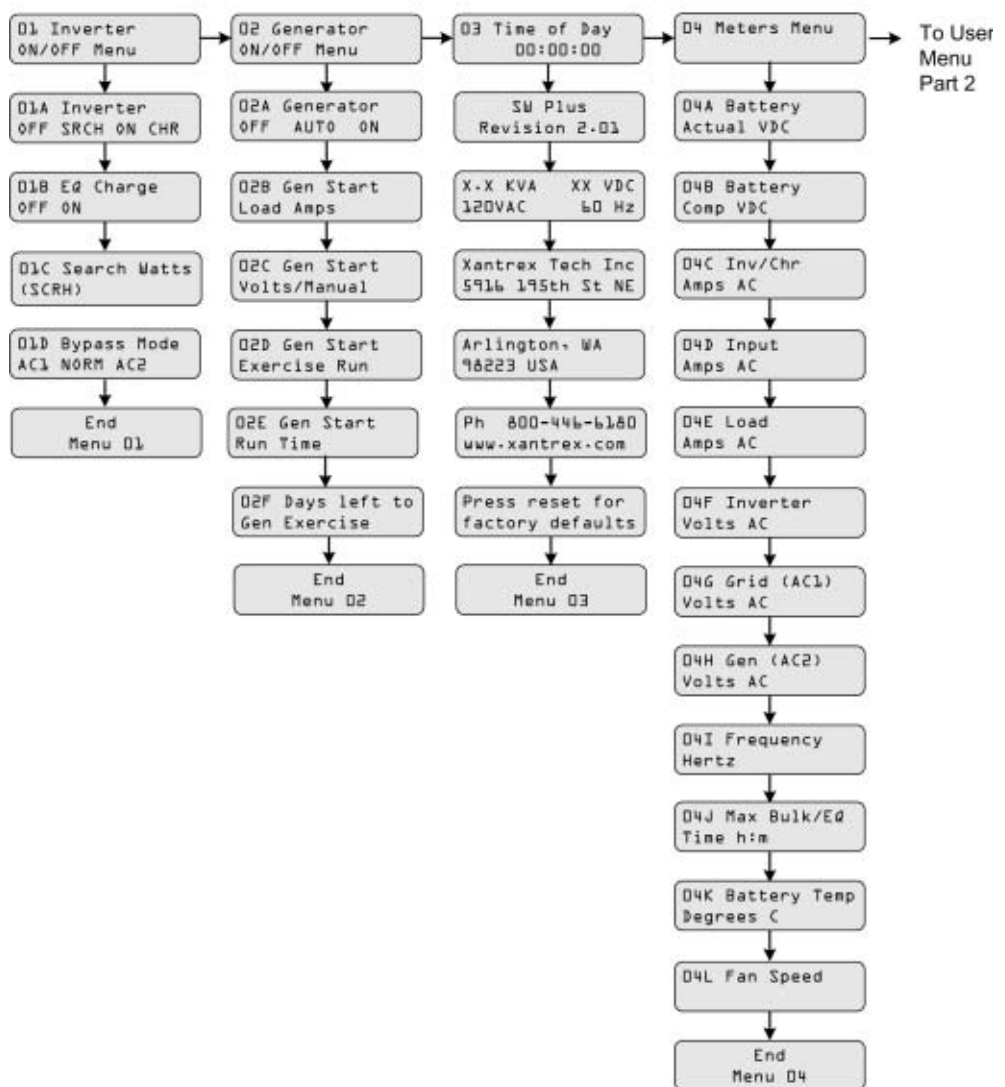 01 Inverter
ON/OFF Menu
01A Inverter
OFF SRCH ON CHR
01B EQ Charge
OFF ON
01C Search Watts
(SCRH)
01D Bypass Mode
AC1 NORM AC2
End
Menu 01
02 Generator
ON/OFF Menu
02A Generator
OFF AUTO ON
02B Gen Start
Load Amps
02C Gen Start
Volts/Manual
02D Gen Start
Exercise Run
02E Gen Start
Run Time
02F Days left to
Gen Exercise
End
Menu 02
03 Time of Day
00:00:00
SW Plus
Revision 2.01
X.X KVA XX VDC
120VAC 60 Hz
Xantrex Tech Inc
5916 195th St NE
Arlington, WA
98223 USA
Ph 800-446-6180
www.xantrex.com
Press reset for
factory defaults
End
Menu 03
04 Meters Menu
04A Battery
Actual VDC
04B Battery
Comp VDC
04C Inv/Chr
Amps AC
04D Input
Amps AC
04E Load
Amps AC
04F Inverter
Volts AC
04G Grid (AC1)
Volts AC
04H Gen (AC2)
Volts AC
04I Frequency
Hertz
04J Max Bulk/EQ
Time h:m
04K Battery Temp
Degrees C
04L Fan Speed
End
Menu 04
To User
Menu
Part 2